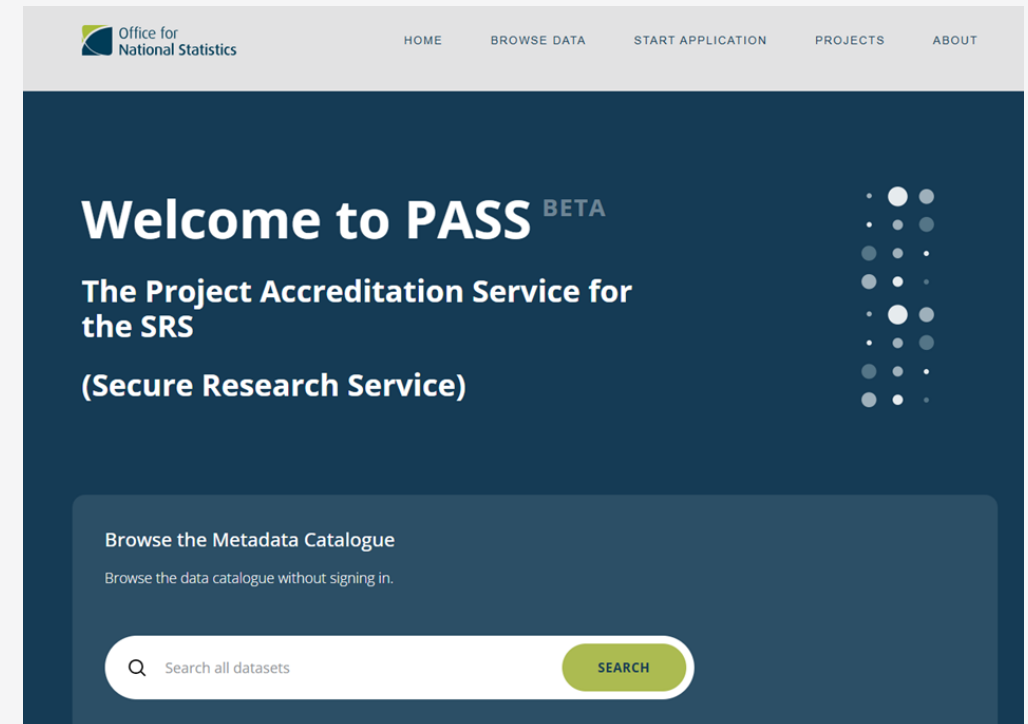 Office for
National Statistics
HOME BROWSE DATA START APPLICATION PROJECTS ABOUT
Welcome to PASS BETA
The Project Accreditation Service for
the SRS
(Secure Research Service)
Browse the Metadata Catalogue
Browse the data catalogue without signing in.
Search all datasets SEARCH